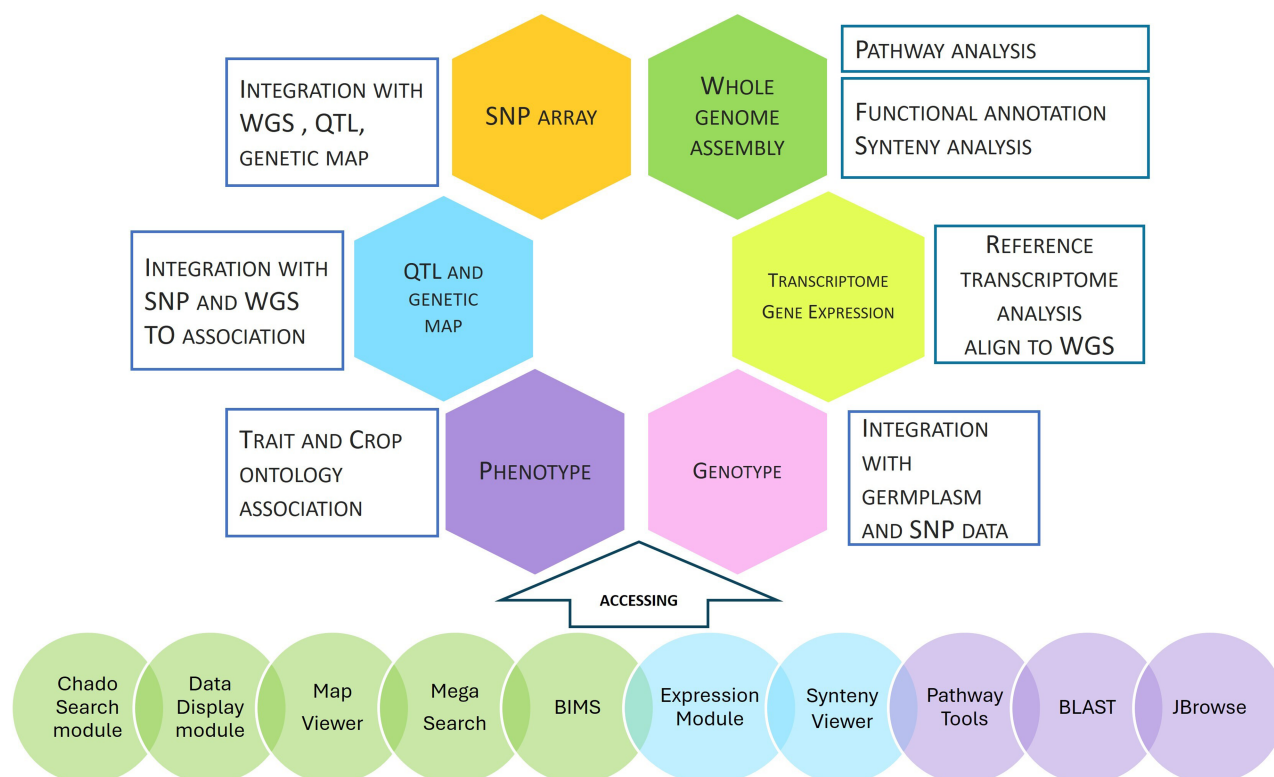 SNP ARRAY
WHOLE
GENOME
ASSEMBLY
PATHWAY ANALYSIS
FUNCTIONAL ANNOTATION
SYNTENY ANALYSIS
INTEGRATION WITH
WGS , QTL,
GENETIC MAP
INTEGRATION WITH
SNP AND WGS
TO ASSOCIATION
QTL AND
GENETIC
MAP
TRANSCRIPTOME
GENE EXPRESSION
REFERENCE
TRANSCRIPTOME
ANALYSIS
ALIGN TO WGS
TRAIT AND CROP
ONTOLOGY
ASSOCIATION
PHENOTYPE
GENOTYPE
INTEGRATION
WITH
GERMPLASM
AND SNP DATA
ACCESSING
Chado
Search
module
Data
Display
module
Map
Viewer
Mega
Search
BIMS
Expression
Module
Synteny
Viewer
Pathway
Tools
BLAST
JBrowse